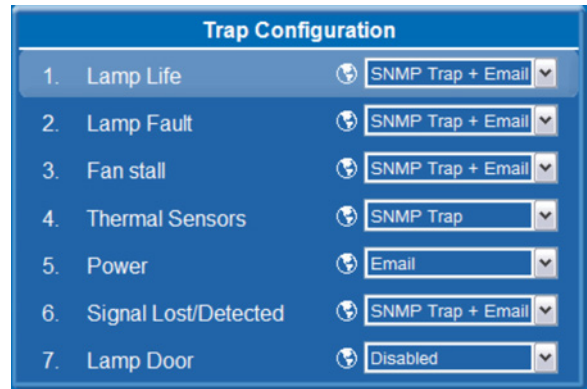 Trap Configuration
1. Lamp Life SNMP Trap + Email
2. Lamp Fault SNMP Trap + Email
3. Fan stall SNMP Trap + Email
4. Thermal Sensors SNMP Trap
5. Power Email
6. Signal Lost/Detected SNMP Trap + Email
7. Lamp Door Disabled